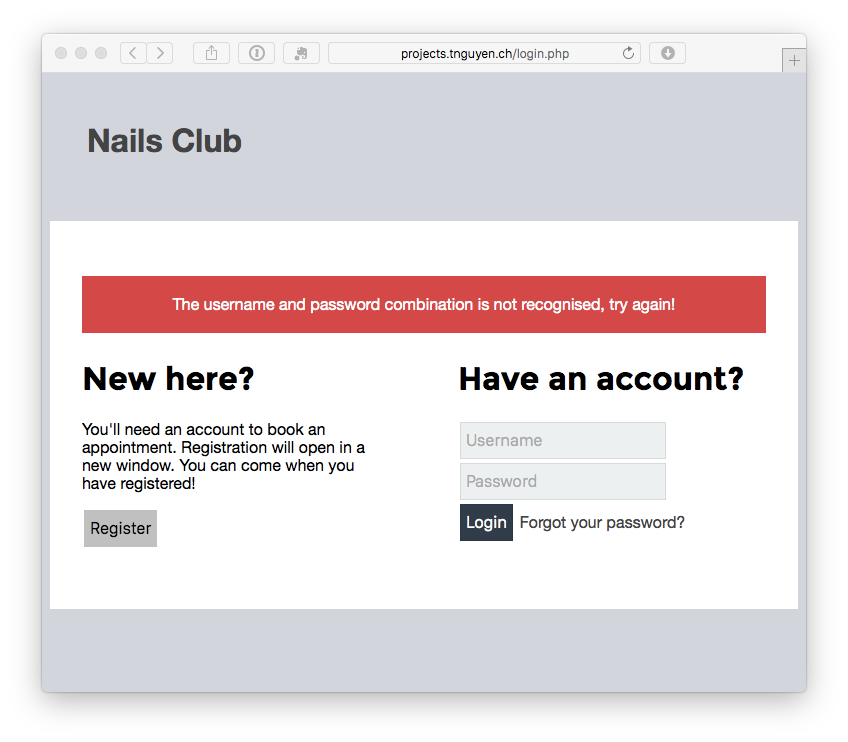 projects.tnguyen.ch/login.php
Nails Club
The username and password combination is not recognised, try again!
New here?
You'll need an account to book an
appointment. Registration will open in a
new window. You can come when you
have registered!
Register
Have an account?
Username
Password
Login Forgot your password?